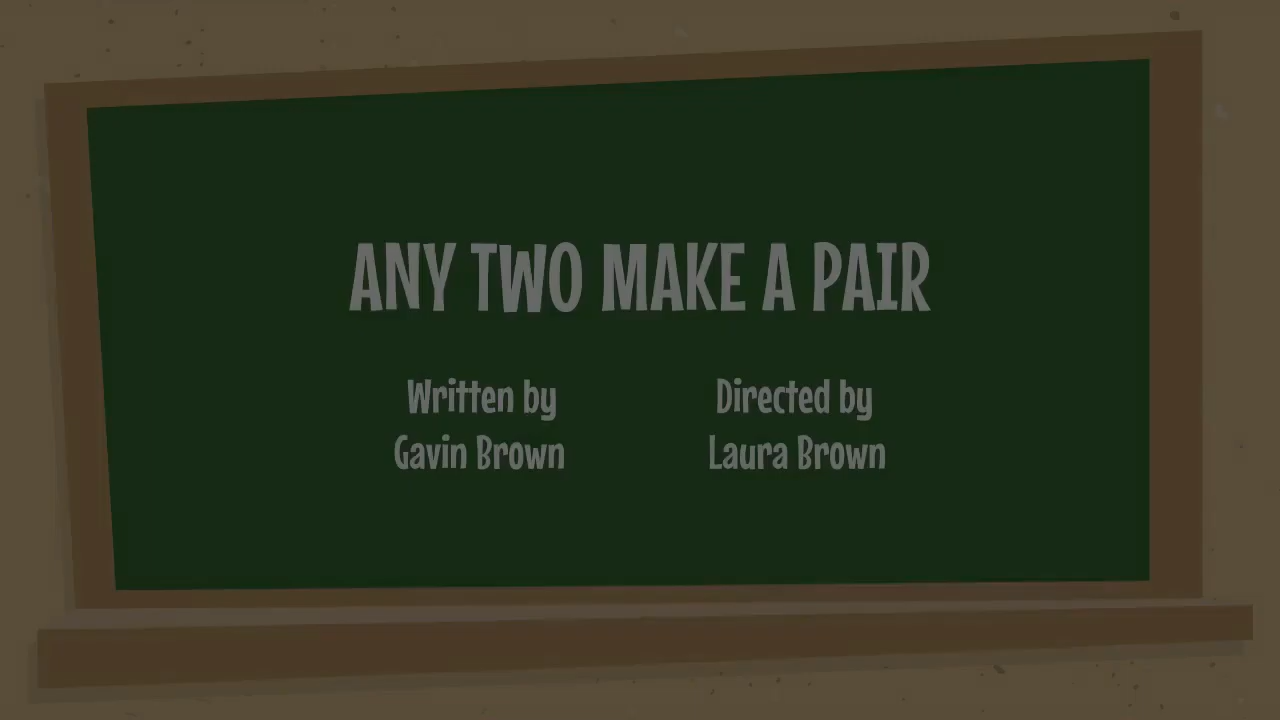 ANY TWO MAKE A PAIR
Written by
Gavin Brown
Directed by
Laura Brown